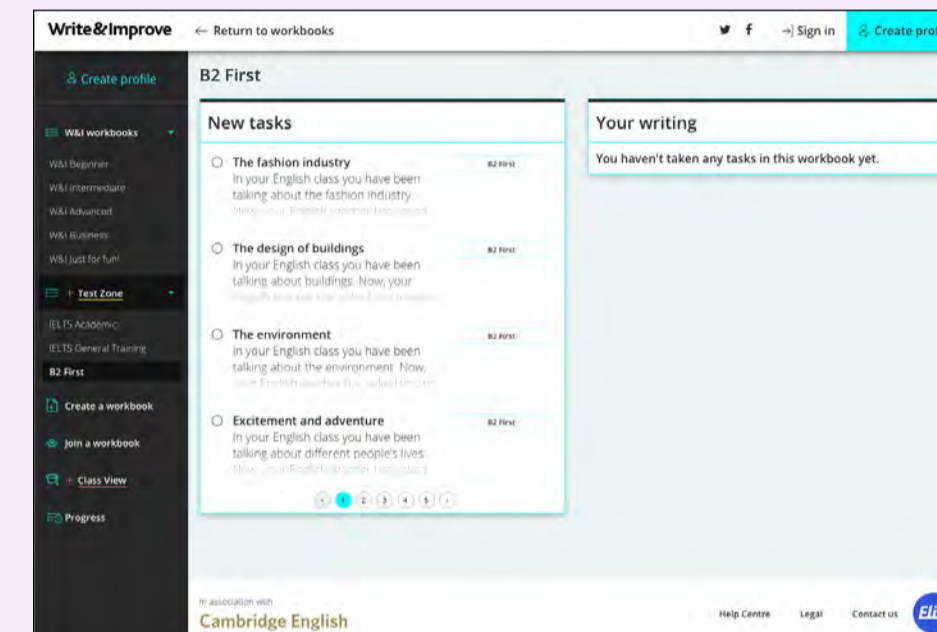 Write&Improve
← Return to workbooks
Sign in
Create prof
Create profile
W&I workbooks
W&I Beginner
W&I Intermediate
W&I Advanced
W&I Business
W&I Just for fun!
+ Test Zone
IELTS Academic
IELTS General Training
B2 First
Create a workbook
Join a workbook
+ Class View
Progress
B2 First
New tasks
The fashion industry
B2 First
In your English class you have been
talking about the fashion industry.
The design of buildings
B2 First
In your English class you have been
talking about buildings. Now, your
The environment
B2 First
In your English class you have been
talking about the environment. Now,
Excitement and adventure
B2 First
In your English class you have been
talking about different people's lives.
1 2 3 4 5
Your writing
You haven't taken any tasks in this workbook yet.
In association with
Cambridge English
Help Centre
Legal
Contact us
Eli